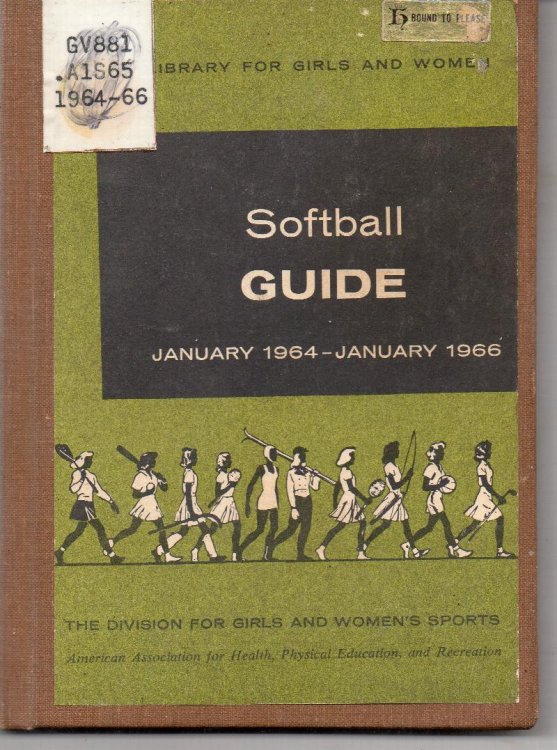 GV881
.A1S65
1964-66
H BOUND TO PLEASE
LIBRARY FOR GIRLS AND WOMEN
Softball
GUIDE
JANUARY 1964–JANUARY 1966
THE DIVISION FOR GIRLS AND WOMEN'S SPORTS
American Association for Health, Physical Education, and Recreation